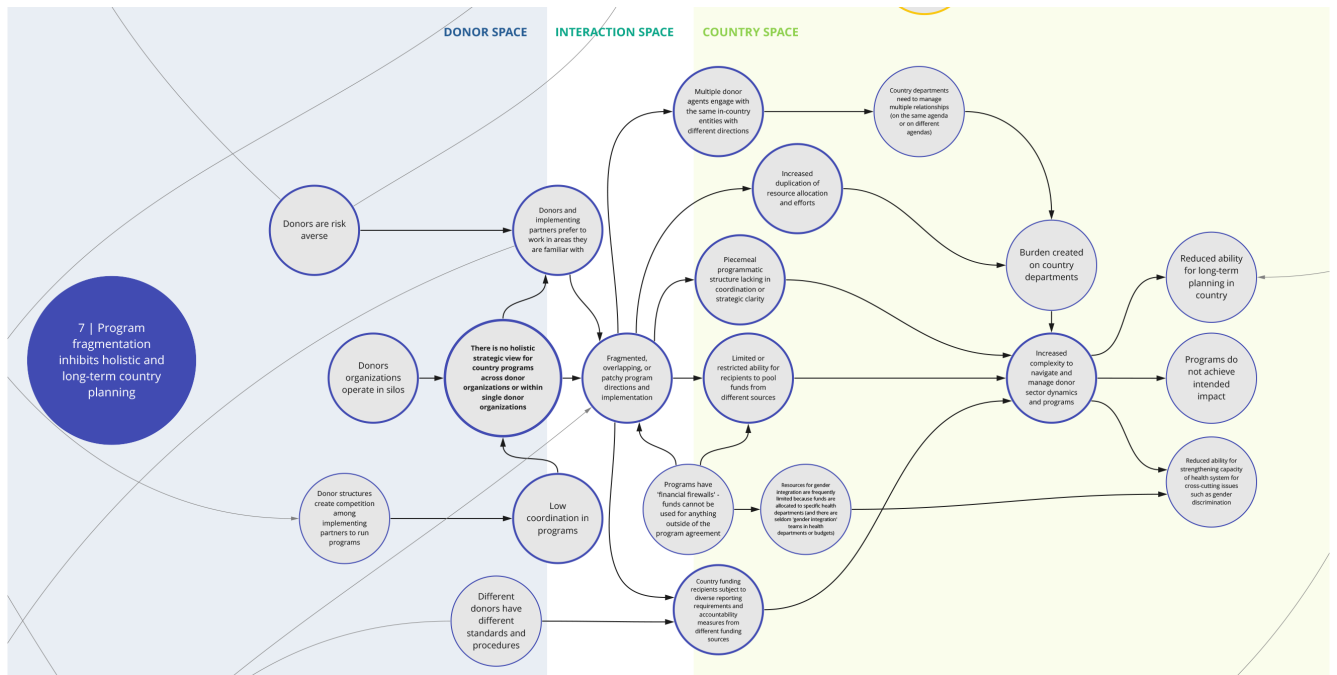 DONOR SPACE
INTERACTION SPACE
COUNTRY SPACE
7 | Program
fragmentation
inhibits holistic and
long-term country
planning
Donors are risk
averse
Donors
organizations
operate in silos
Donor structures
create competition
among
implementing
partners to run
programs
Different
donors have
different
standards and
procedures
There is no holistic
strategic view for
country programs
across donor
organizations or within
single donor
organizations
Donors and
implementing
partners prefer to
work in areas they
are familiar with
Low
coordination in
programs
Fragmented,
overlapping, or
patchy program
directions and
implementation
Multiple donor
agents engage with
the same in-country
entities with
different directions
Increased
duplication of
resource allocation
and efforts
Piecemeal
programmatic
structure lacking in
coordination or
strategic clarity
Limited or
restricted ability for
recipients to pool
funds from
different sources
Programs have
'financial firewalls' -
funds cannot be
used for anything
outside of the
program agreement
Resources for gender
integration are frequently
limited because funds are
allocated to specific health
departments (and there are
seldom 'gender integration'
teams in health
departments or budgets)
Country funding
recipients subject to
diverse reporting
requirements and
accountability
measures from
different funding
sources
Country departments
need to manage
multiple relationships
(on the same agenda
or on different
agendas)
Burden created
on country
departments
Increased
complexity to
navigate and
manage donor
sector dynamics
and programs
Reduced ability
for long-term
planning in
country
Programs do
not achieve
intended
impact
Reduced ability for
strengthening capacity
of health system for
cross-cutting issues
such as gender
discrimination